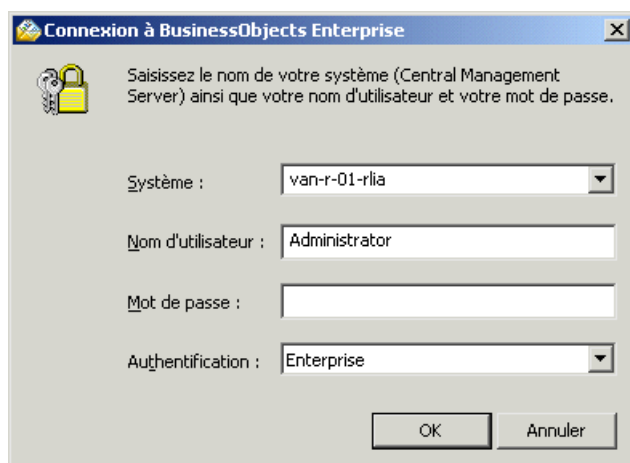 Connexion à BusinessObjects Enterprise
Saisissez le nom de votre système (Central Management
Server) ainsi que votre nom d'utilisateur et votre mot de passe.
Système : van-r-01-rlia
Nom d'utilisateur : Administrator
Mot de passe :
Authentification : Enterprise
OK Annuler